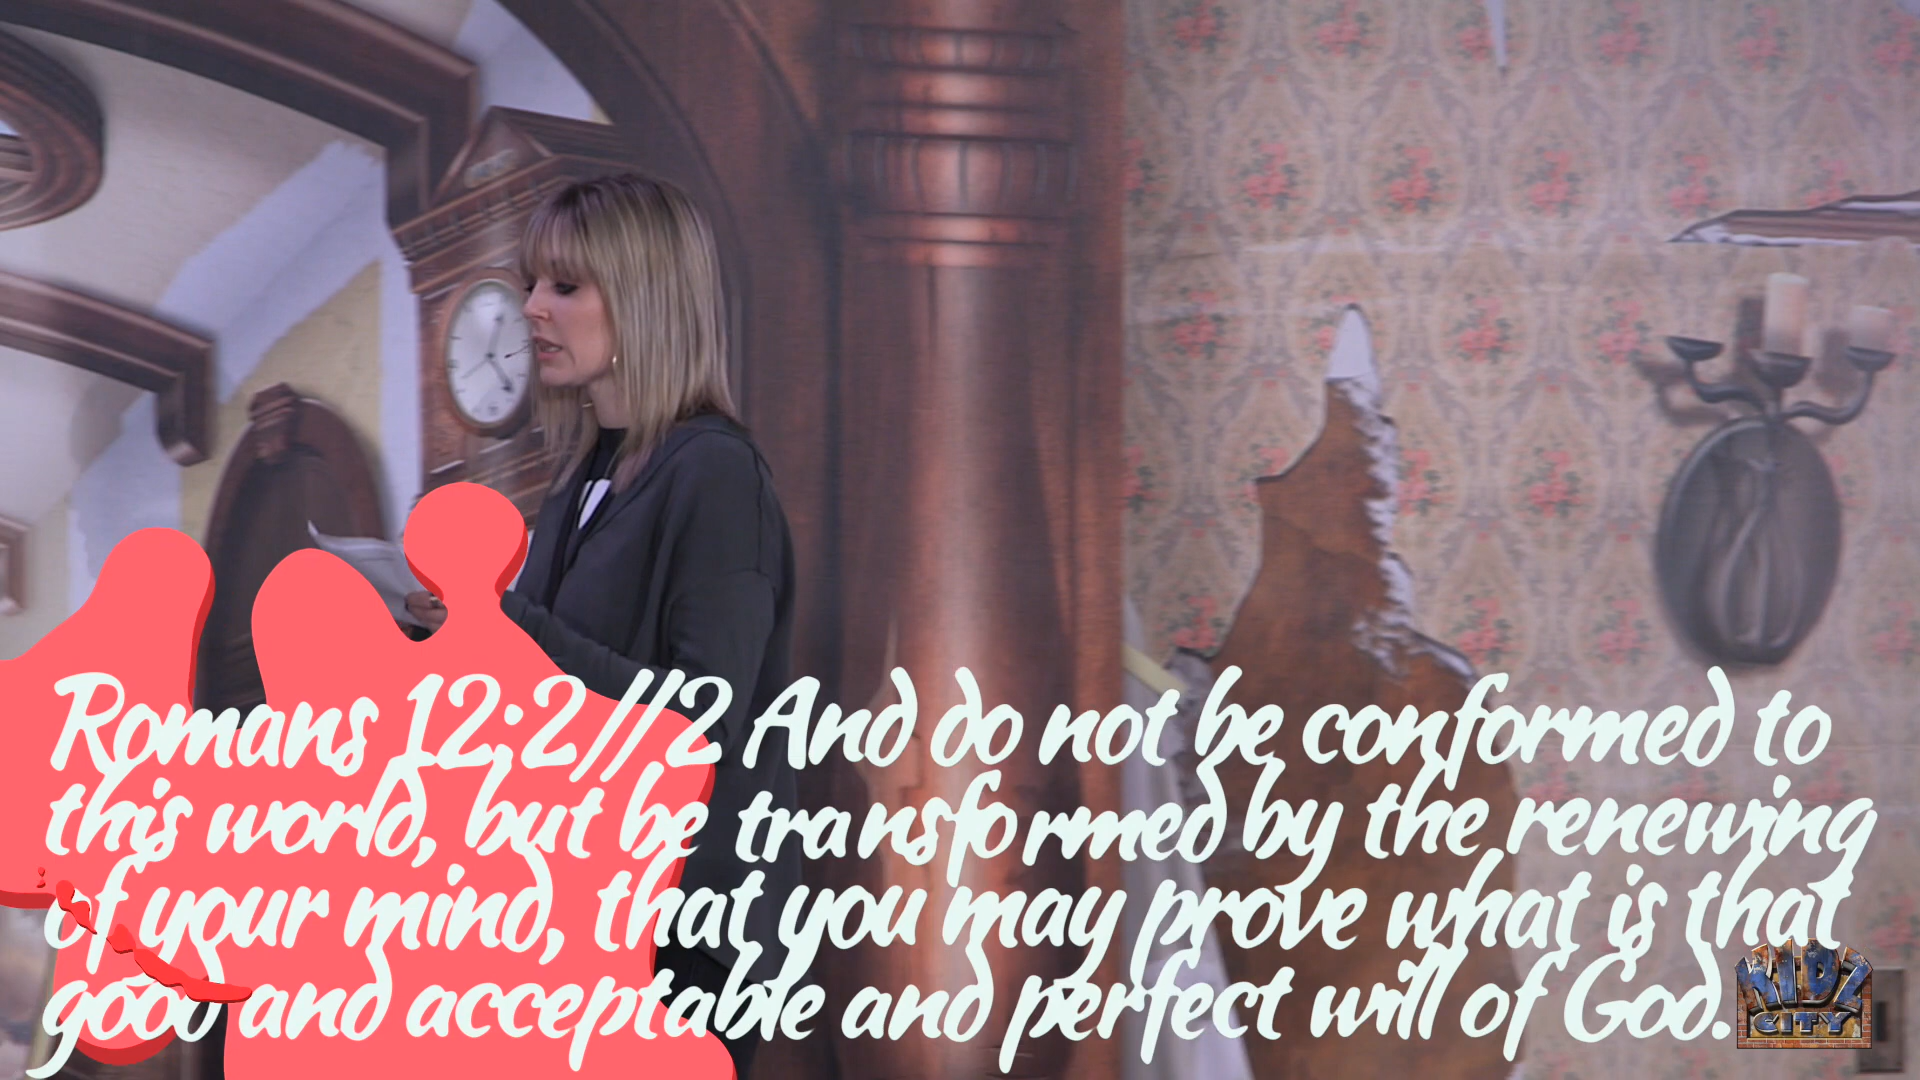 Romans 12:2//2 And do not be conformed to
this world, but be transformed by the renewing
of your mind, that you may prove what is that
good and acceptable and perfect will of God.
KIDZ
CITY